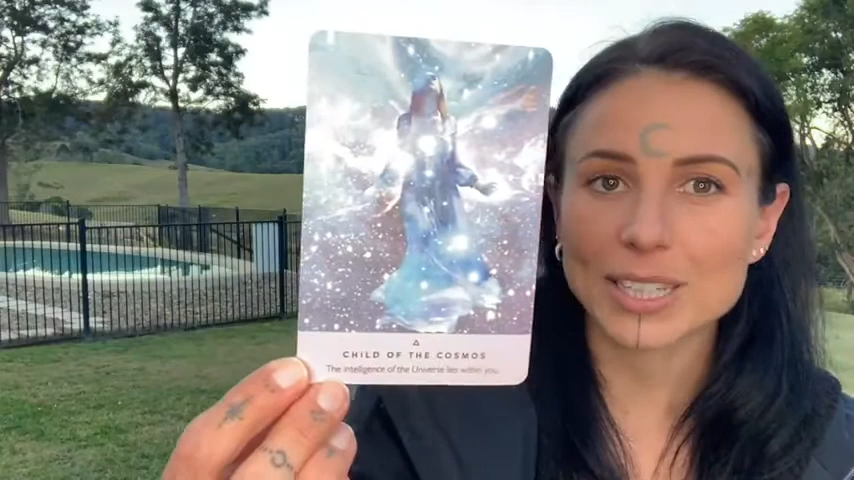 CHILD OF THE COSMOS
The intelligence of the Universe lies within you.